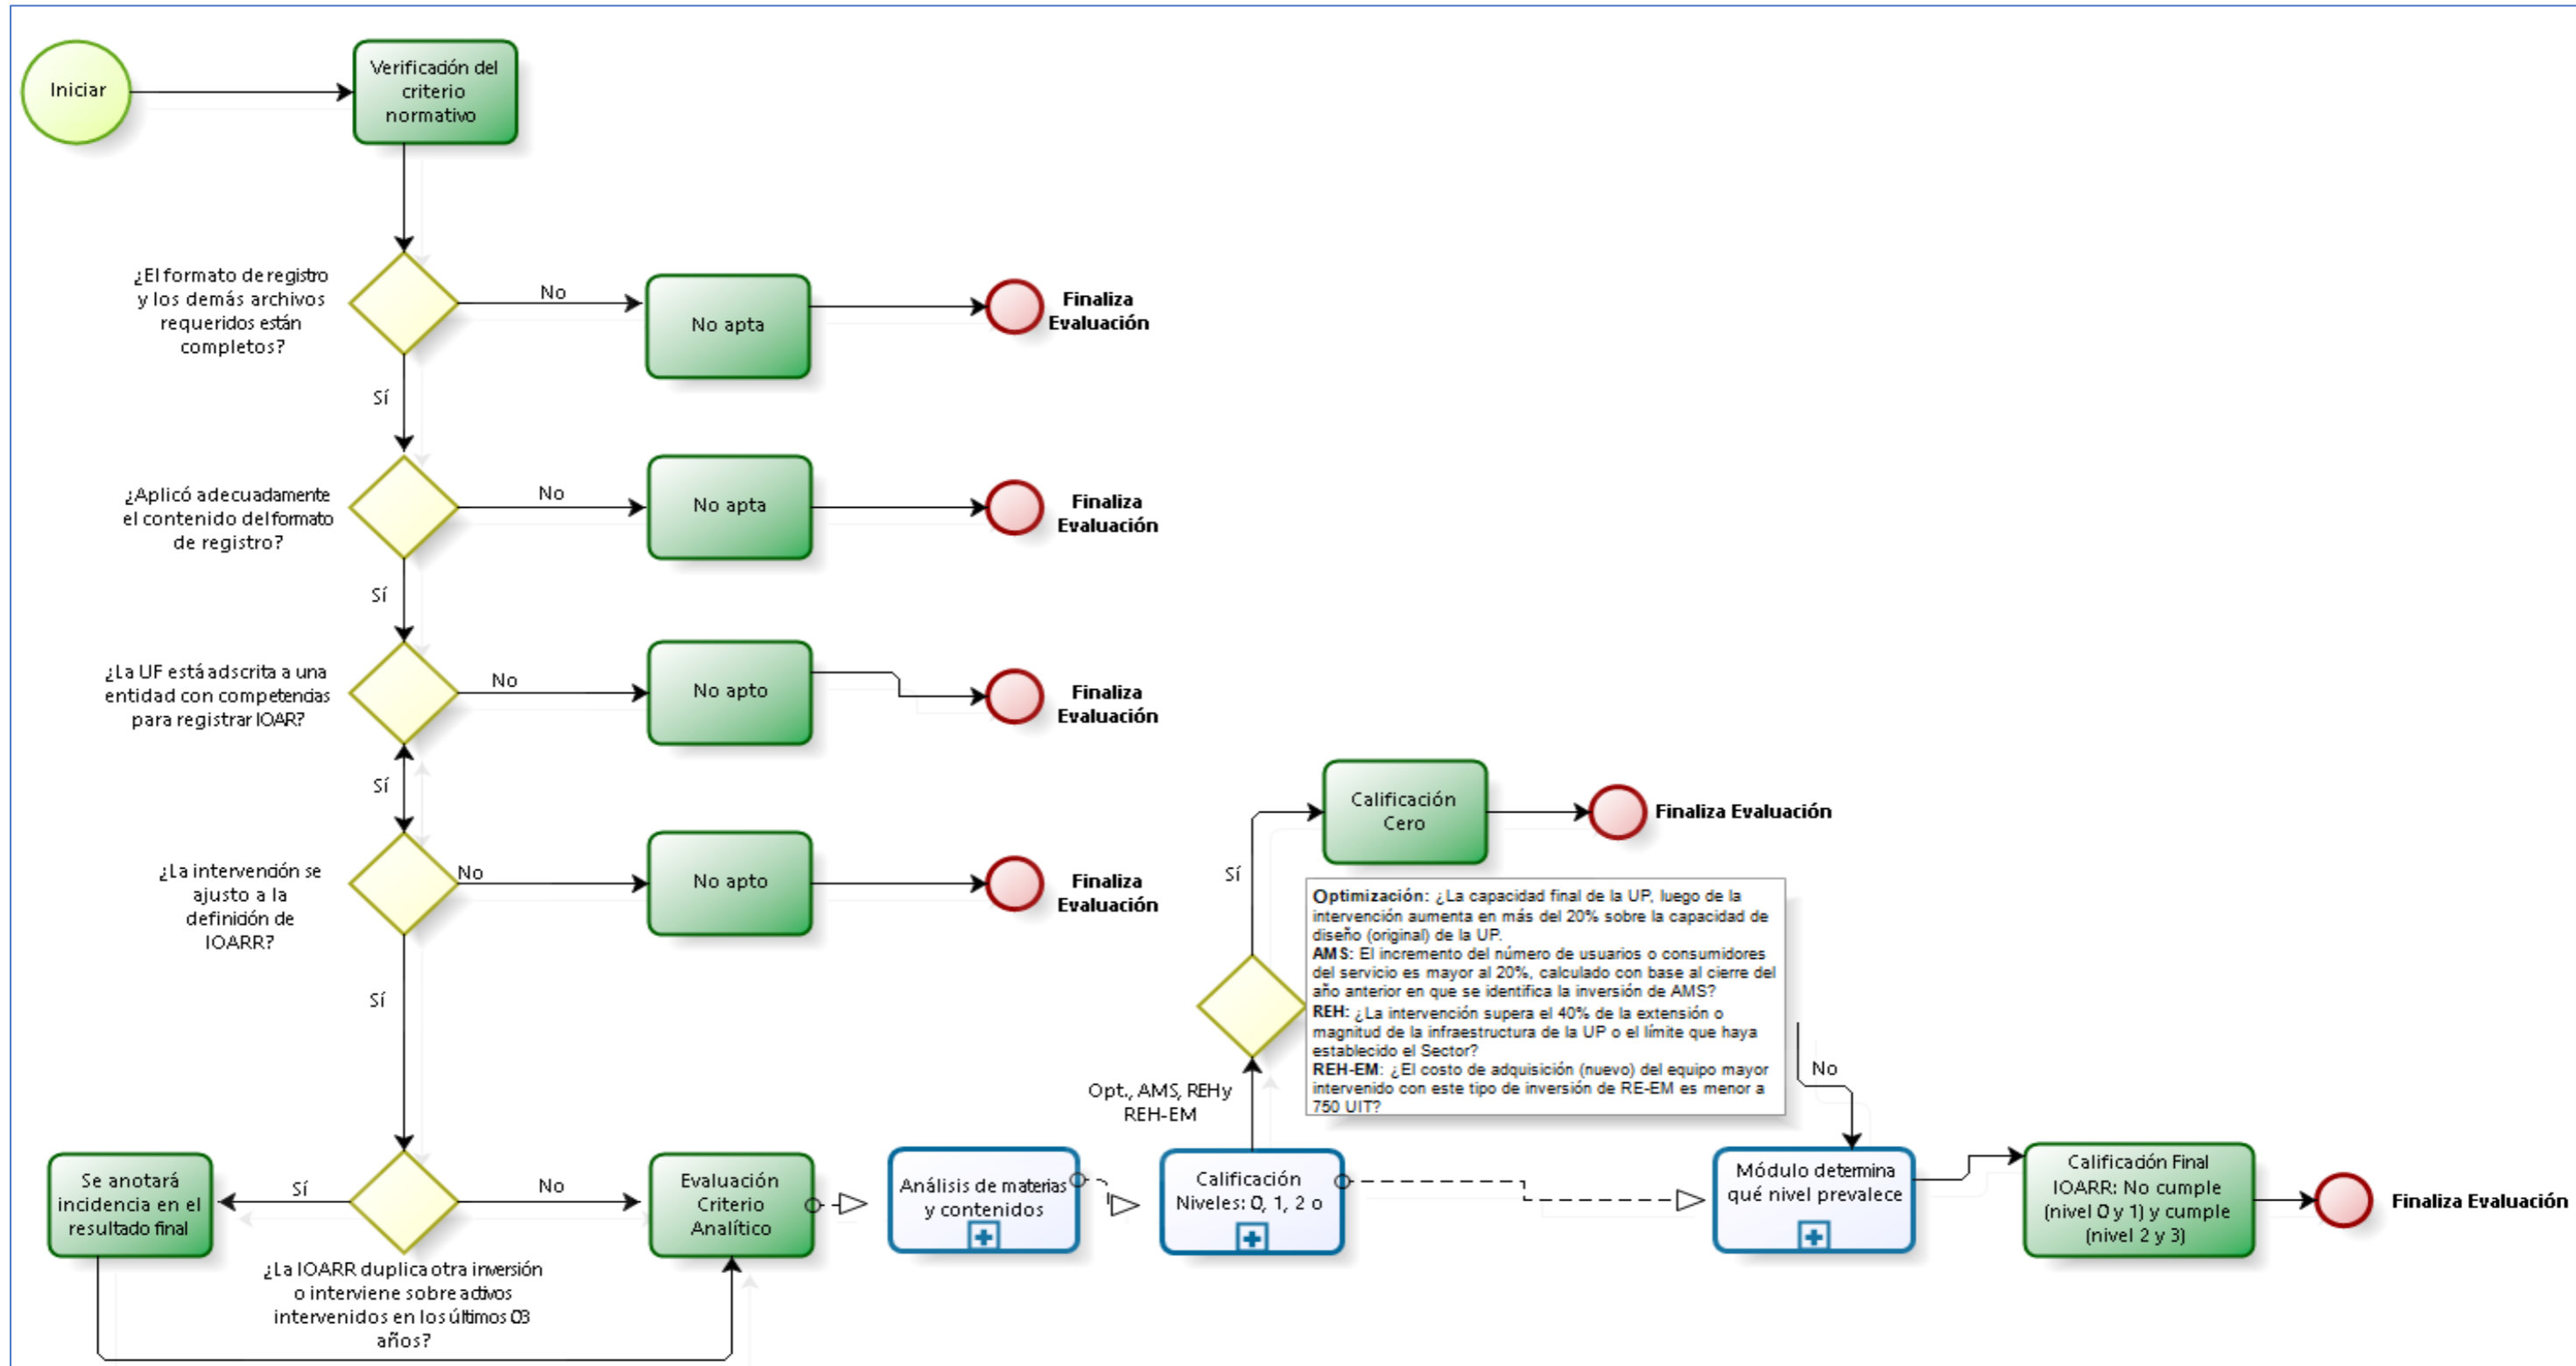 Iniciar
Verificación del
criterio
normativo
¿El formato de registro
y los demás archivos
requeridos están
completos?
No
No apta
Finaliza
Evaluación
Sí
¿Aplicó adecuadamente
el contenido del formato
de registro?
No
No apta
Finaliza
Evaluación
Sí
¿La UF está adscrita a una
entidad con competencias
para registrar IOAR?
No
No apto
Finaliza
Evaluación
Sí
¿La intervención se
ajusto a la
definición de
IOARR?
No
No apto
Finaliza
Evaluación
Sí
Calificación
Cero
Finaliza Evaluación
Sí
Optimización: ¿La capacidad final de la UP, luego de la
intervención aumenta en más del 20% sobre la capacidad de
diseño (original) de la UP.
AMS: El incremento del número de usuarios o consumidores
del servicio es mayor al 20%, calculado con base al cierre del
año anterior en que se identifica la inversión de AMS?
REH: ¿La intervención supera el 40% de la extensión o
magnitud de la infraestructura de la UP o el límite que haya
establecido el Sector?
REH-EM: ¿El costo de adquisición (nuevo) del equipo mayor
intervenido con este tipo de inversión de RE-EM es menor a
750 UIT?
No
Opt., AMS, REH y
REH-EM
Se anotará
incidencia en el
resultado final
Sí
No
¿La IOARR duplica otra inversión
o interviene sobre activos
intervenidos en los últimos 03
años?
Evaluación
Criterio
Analítico
Análisis de materias
y contenidos
Calificación
Niveles: 0, 1, 2 o
Módulo determina
qué nivel prevalece
Calificación Final
IOARR: No cumple
(nivel 0 y 1) y cumple
(nivel 2 y 3)
Finaliza Evaluación